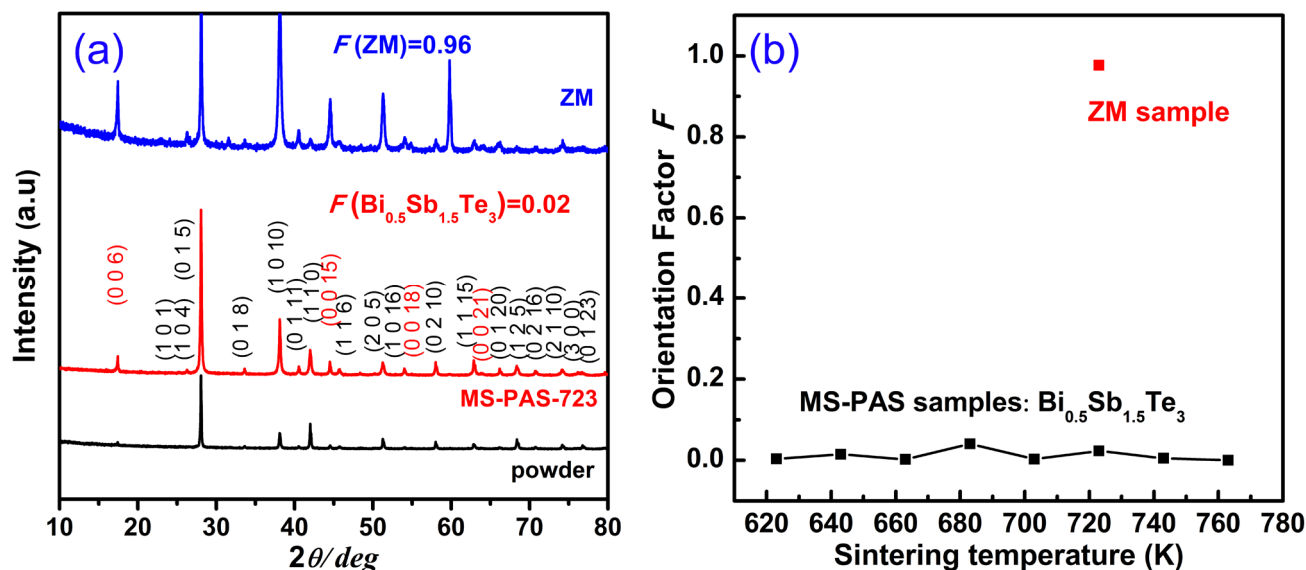 (a)
F(ZM)=0.96
ZM
F(Bi0.5Sb1.5Te3)=0.02
(0 0 6)
(1 0 1)
(1 0 4)
(0 1 5)
(0 1 8)
(1 0 10)
(0 1 11)
(1 1 0)
(0 0 15)
(1 1 6)
(2 0 5)
(1 0 16)
(0 0 18)
(0 2 10)
(1 1 15)
(0 0 21)
(0 1 20)
(1 2 5)
(0 2 16)
(2 1 10)
(3 0 0)
(0 1 23)
MS-PAS-723
powder
Intensity (a.u)
10 20 30 40 50 60 70 80
2θ/deg
(b)
1.0
0.8
0.6
0.4
0.2
0.0
Orientation Factor F
ZM sample
MS-PAS samples: Bi0.5Sb1.5Te3
620 640 660 680 700 720 740 760 780
Sintering temperature (K)